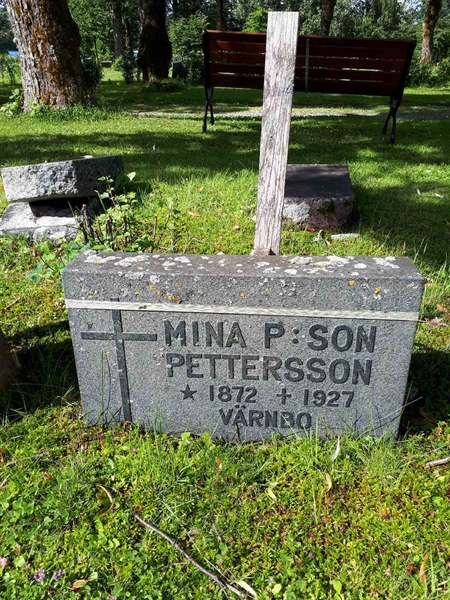 MINA P:SON
PETTERSSON
* 1872 + 1927
VÄRNBO